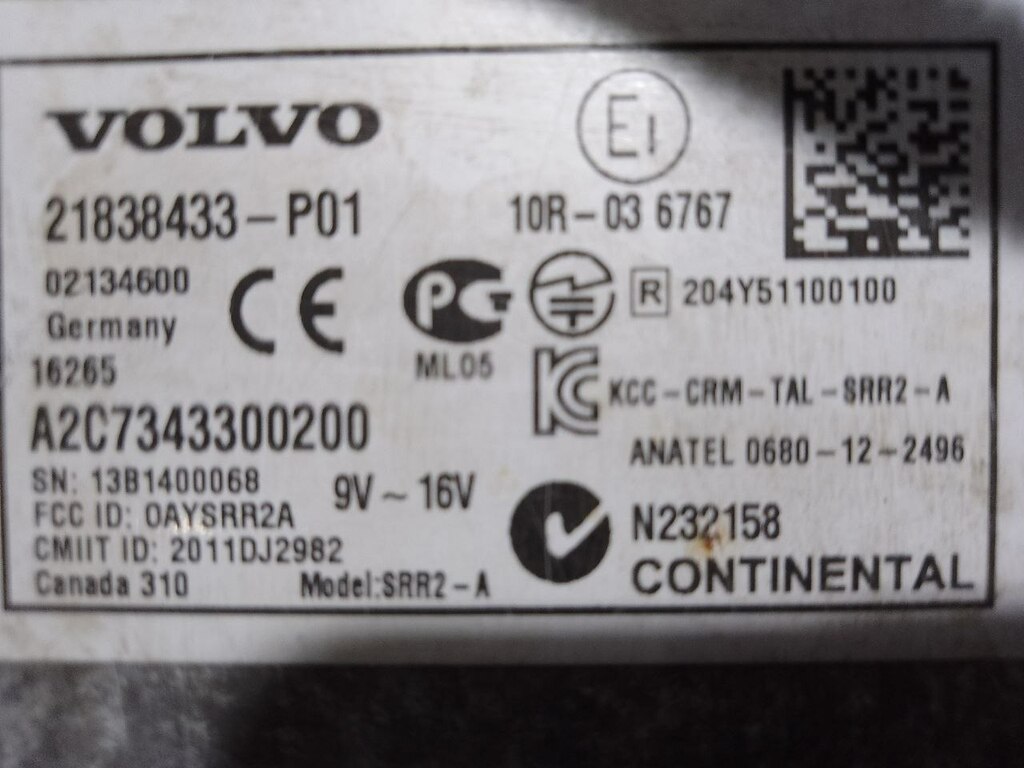 VOLVO
E1
21838433-P01
10R-03 6767
02134600
Germany
16265
CE
PG
ML05
R 204Y51100100
KC KCC-CRM-TAL-SRR2-A
A2C7343300200
ANATEL 0680-12-2496
SN: 13B1400068
9V~16V
FCC ID: OAYSRR2A
N232158
CMIIT ID: 2011DJ2982
Canada 310
Model:SRR2-A
CONTINENTAL